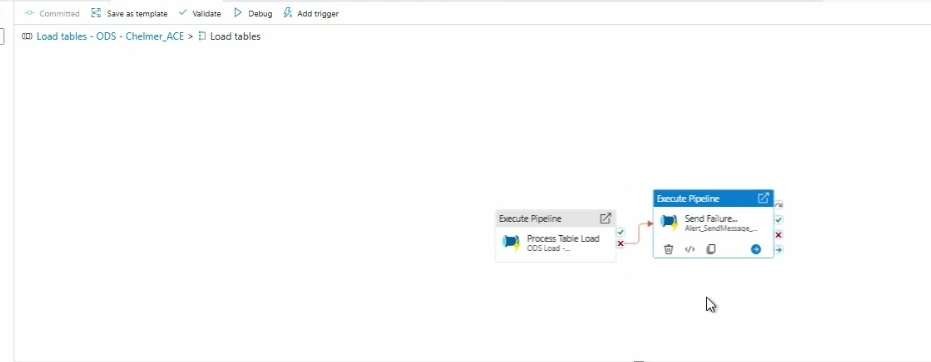 Committed Save as template Validate Debug Add trigger
Load tables - ODS - Chelmer_ACE > Load tables
Execute Pipeline
Send Failure...
Alert_SendMessage_...
Execute Pipeline
Process Table Load
ODS Load -...